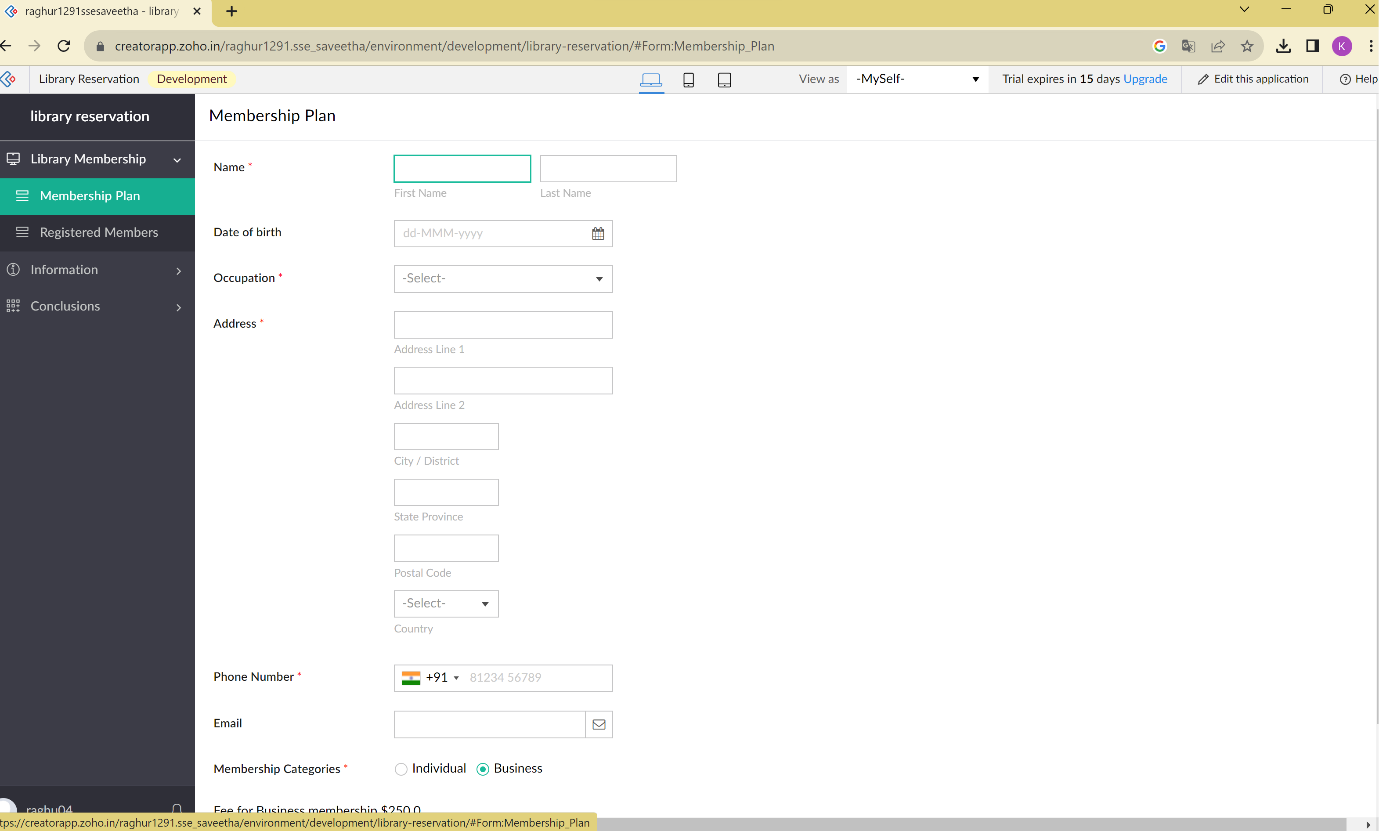 raghur1291ssesaveetha - library
creatorapp.zoho.in/raghur1291.sse_saveetha/environment/development/library-reservation/#Form:Membership_Plan
K
Library Reservation Development View as -MySelf- Trial expires in 15 days Upgrade Edit this application Help
library reservation
Library Membership
Membership Plan
Registered Members
Information
Conclusions
raghu04
Membership Plan
Name *
First Name Last Name
Date of birth dd-MMM-yyyy
Occupation * -Select-
Address *
Address Line 1
Address Line 2
City / District
State Province
Postal Code
-Select-
Country
Phone Number * +91 81234 56789
Email
Membership Categories * Individual Business
Fee for Business membership $250.0
tps://creatorapp.zoho.in/raghur1291.sse_saveetha/environment/development/library-reservation/#Form:Membership_Plan